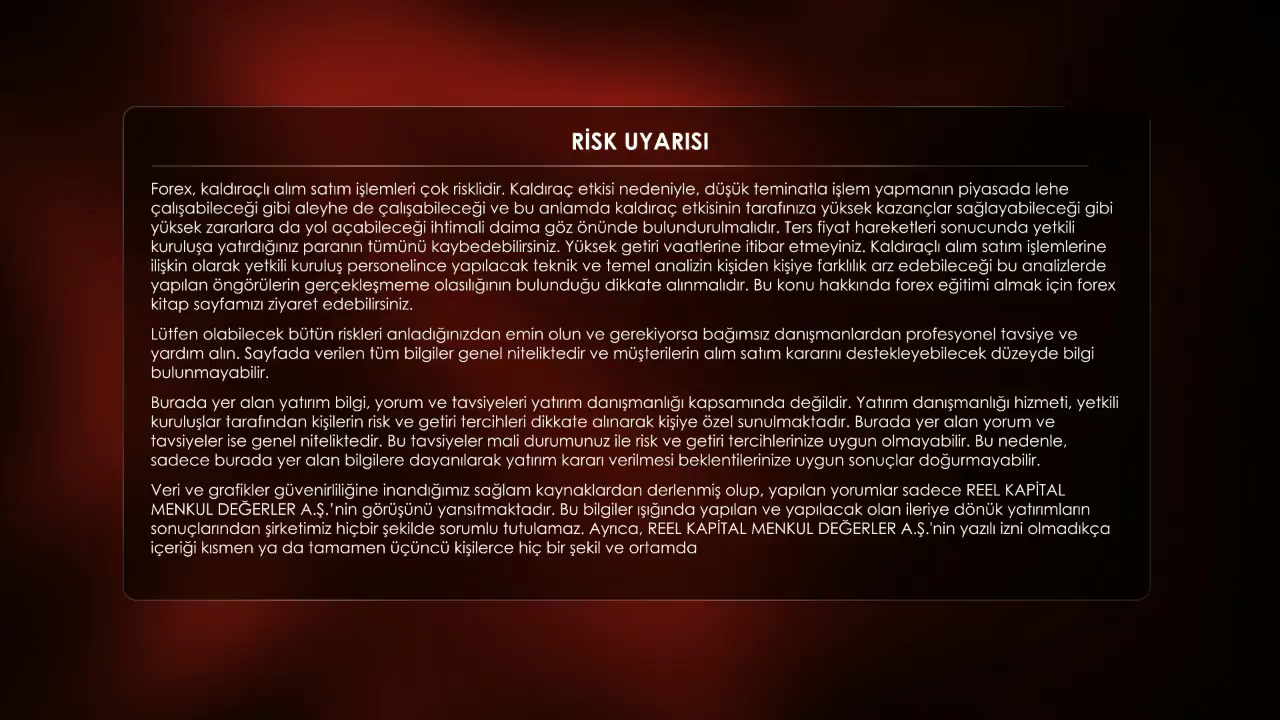 RİSK UYARISI
Forex, kaldıraçlı alım satım işlemleri çok risklidir. Kaldıraç etkisi nedeniyle, düşük teminatla işlem yapmanın piyasada lehe
çalışabileceği gibi aleyhe de çalışabileceği ve bu anlamda kaldıraç etkisinin tarafınıza yüksek kazançlar sağlayabileceği gibi
yüksek zararlara da yol açabileceği ihtimali daima göz önünde bulundurulmalıdır. Ters fiyat hareketleri sonucunda yetkili
kuruluşa yatırdığınız paranın tümünü kaybedebilirsiniz. Yüksek getiri vaatlerine itibar etmeyiniz. Kaldıraçlı alım satım işlemlerine
ilişkin olarak yetkili kuruluş personelince yapılacak teknik ve temel analizin kişiden kişiye farklılık arz edebileceği bu analizlerde
yapılan öngörülerin gerçekleşmeme olasılığının bulunduğu dikkate alınmalıdır. Bu konu hakkında forex eğitimi almak için forex
kitap sayfamızı ziyaret edebilirsiniz.
Lütfen olabilecek bütün riskleri anladığınızdan emin olun ve gerekiyorsa bağımsız danışmanlardan profesyonel tavsiye ve
yardım alın. Sayfada verilen tüm bilgiler genel niteliktedir ve müşterilerin alım satım kararını destekleyebilecek düzeyde bilgi
bulunmayabilir.
Burada yer alan yatırım bilgi, yorum ve tavsiyeleri yatırım danışmanlığı kapsamında değildir. Yatırım danışmanlığı hizmeti, yetkili
kuruluşlar tarafından kişilerin risk ve getiri tercihleri dikkate alınarak kişiye özel sunulmaktadır. Burada yer alan yorum ve
tavsiyeler ise genel niteliktedir. Bu tavsiyeler mali durumunuz ile risk ve getiri tercihlerinize uygun olmayabilir. Bu nedenle,
sadece burada yer alan bilgilere dayanılarak yatırım kararı verilmesi beklentilerinize uygun sonuçlar doğurmayabilir.
Veri ve grafikler güvenirliliğine inandığımız sağlam kaynaklardan derlenmiş olup, yapılan yorumlar sadece REEL KAPİTAL
MENKUL DEĞERLER A.Ş.'nin görüşünü yansıtmaktadır. Bu bilgiler ışığında yapılan ve yapılacak olan ileriye dönük yatırımların
sonuçlarından şirketimiz hiçbir şekilde sorumlu tutulamaz. Ayrıca, REEL KAPİTAL MENKUL DEĞERLER A.Ş.'nin yazılı izni olmadıkça
içeriği kısmen ya da tamamen üçüncü kişilerce hiç bir şekil ve ortamda